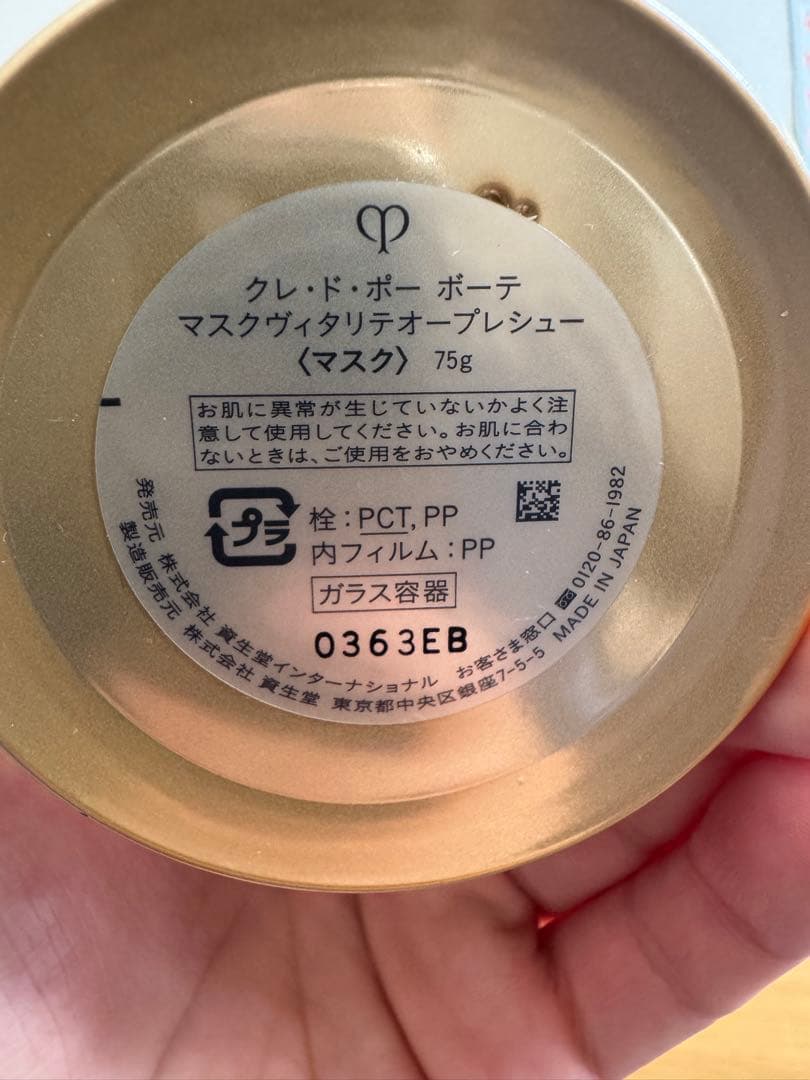 クレ・ド・ポー ボーテ
マスクヴィタリテオープレシュー
〈マスク〉 75g
お肌に異常が生じていないかよく注
意して使用してください。お肌に合わ
ないときは、ご使用をおやめください。
プラ
栓：PCT, PP
内フィルム：PP
ガラス容器
0363EB
発売元 株式会社 資生堂インターナショナル お客さま窓口 0120-86-1982
製造販売元 株式会社 資生堂 東京都中央区銀座7-5-5 MADE IN JAPAN